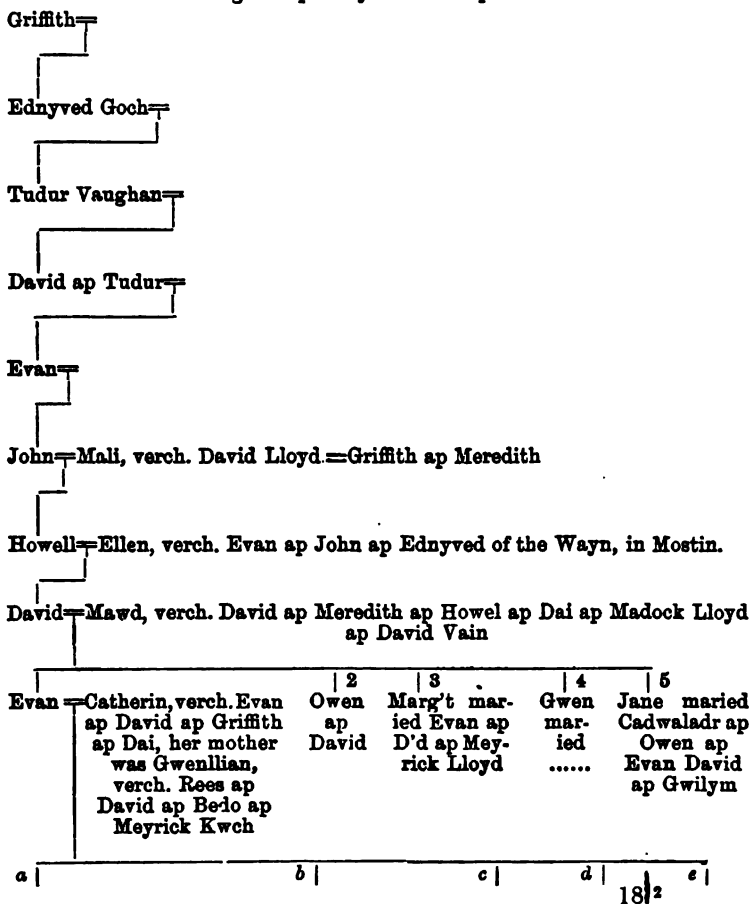 Griffith
Ednyved Goch
Tudur Vaughan
David ap Tudur
Evan
John=Mali, verch. David Lloyd.=Griffith ap Meredith
Howell=Ellen, verch. Evan ap John ap Ednyved of the Wayn, in Mostin.
David=Mawd, verch. David ap Meredith ap Howel ap Dai ap Madock Lloyd
ap David Vain
Evan=Catherin, verch. Evan
ap David ap Griffith
ap Dai, her mother
was Gwenllian,
verch. Rees ap
David ap Bedo ap
Meyrick Kwch
2
Owen
ap
David
3
Marg't mar-
ied Evan ap
D'd ap Mey-
rick Lloyd
4
Gwen
mar-
ied
......
5
Jane maried
Cadwaladr ap
Owen ap
Evan David
ap Gwilym
a b c d e
18 2